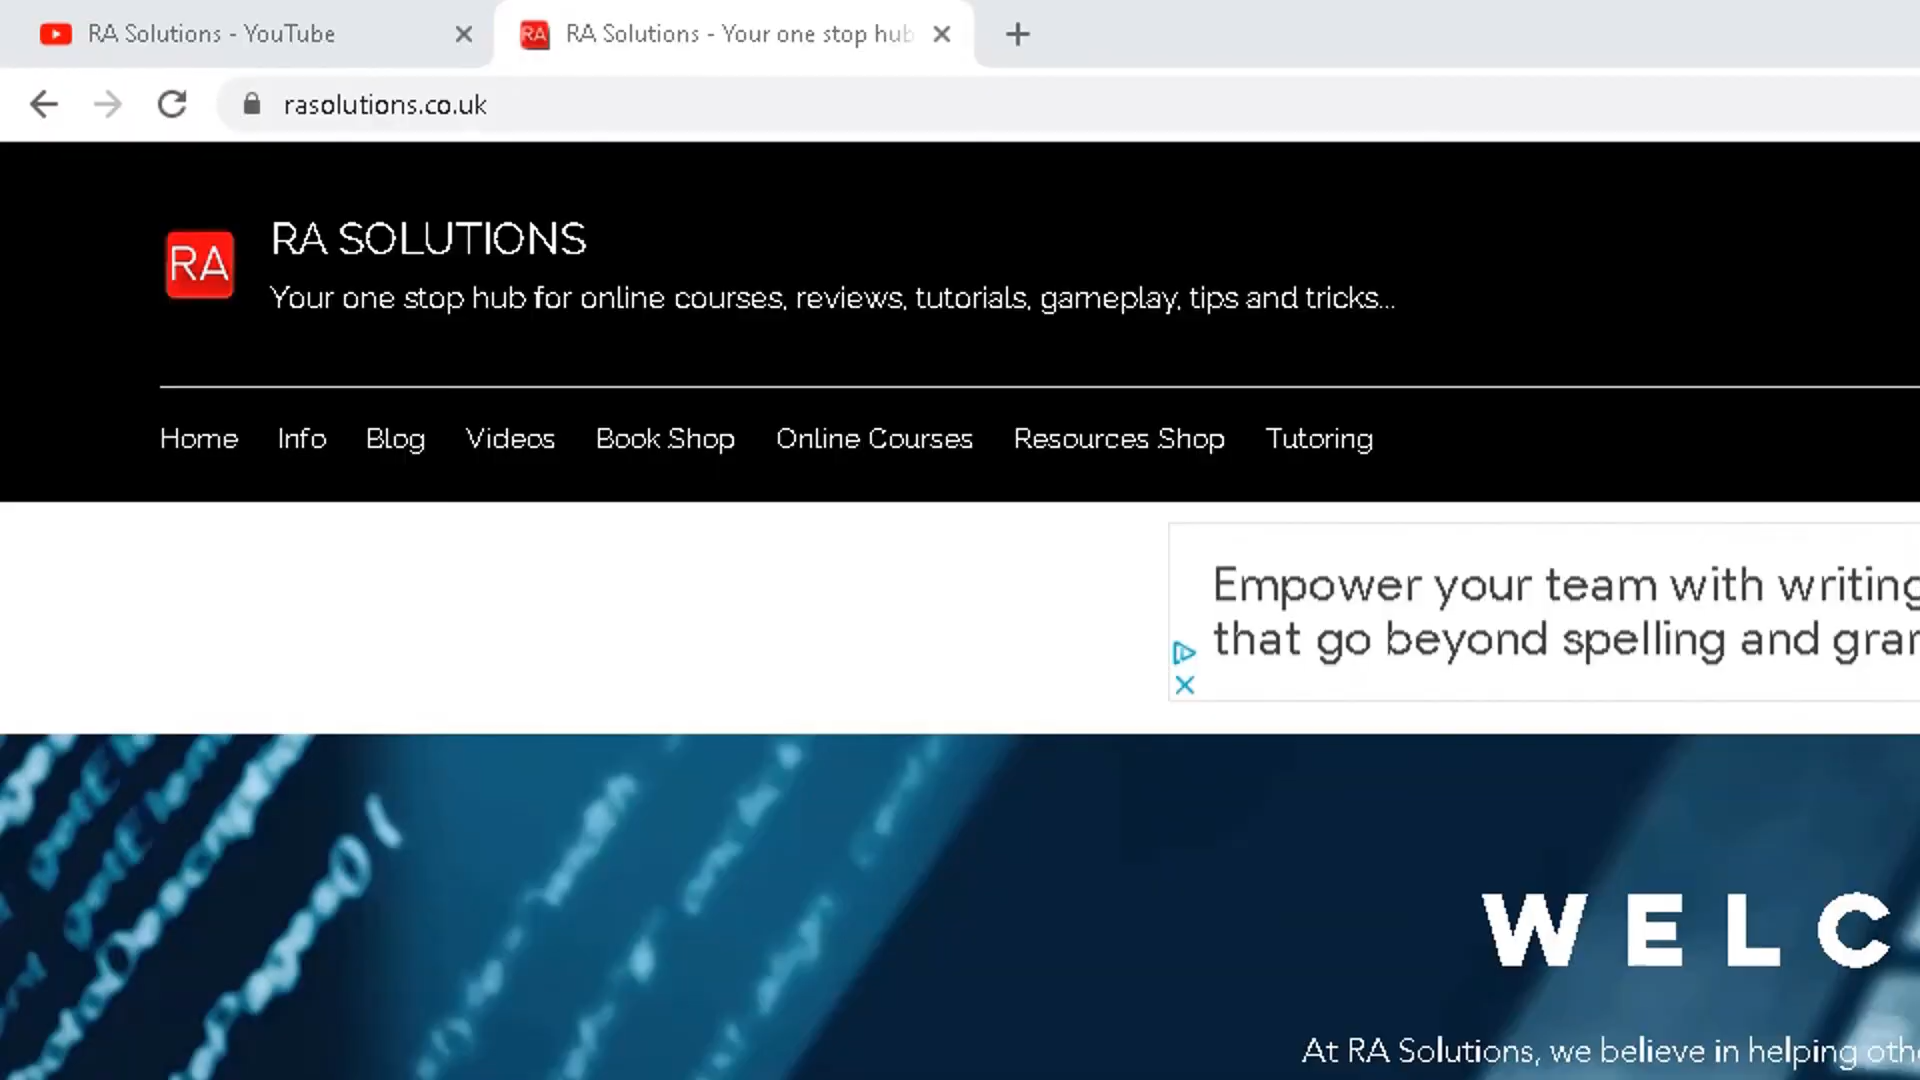 RA Solutions - YouTube
RA Solutions - Your one stop hub
rasolutions.co.uk
RA
RA SOLUTIONS
Your one stop hub for online courses, reviews, tutorials, gameplay, tips and tricks...
Home Info Blog Videos Book Shop Online Courses Resources Shop Tutoring
Empower your team with writing
that go beyond spelling and gra
WELC
At RA Solutions, we believe in helping oth